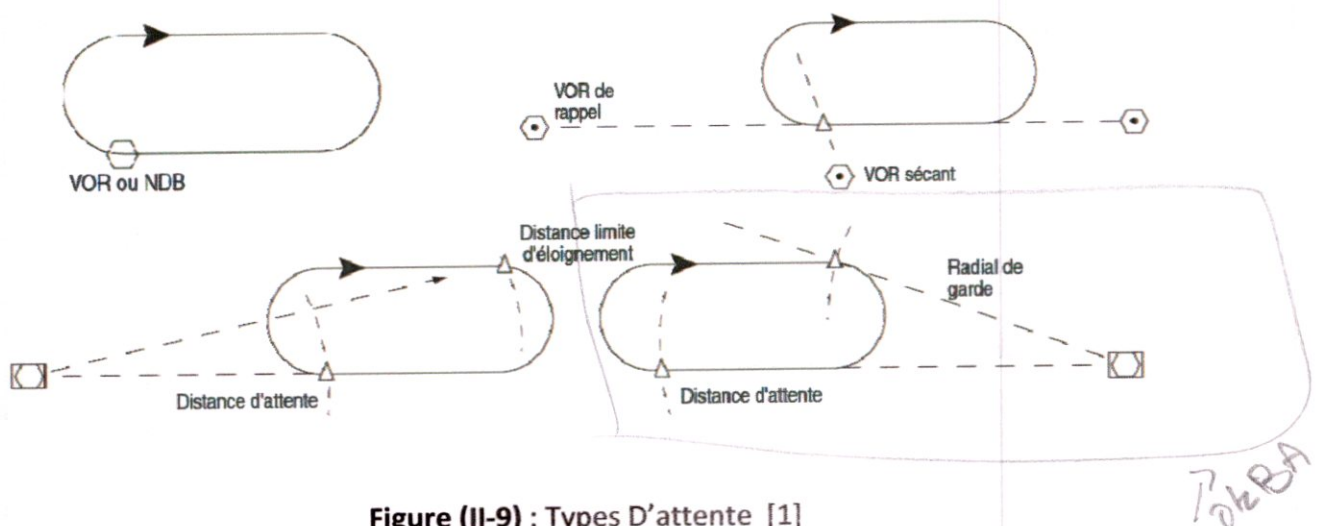 VOR de
rappel
VOR ou NDB
VOR sécant
Distance limite
d'éloignement
Radial de
garde
Distance d'attente
Distance d'attente
Figure (II-9) : Types D'attente [1]